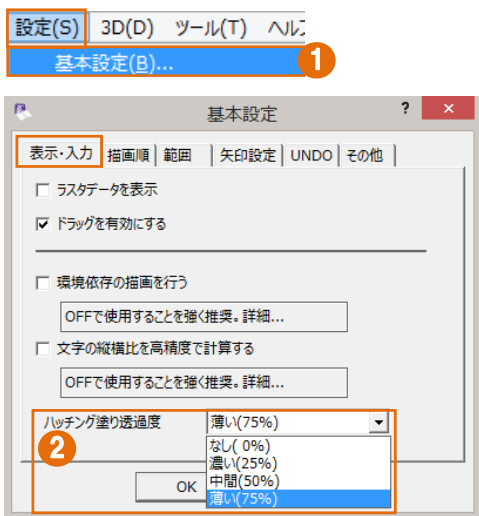 設定(S) 3D(D) ツール(T)
基本設定(B)...
1
基本設定 ? ×
表示・入力 描画順 範囲 矢印設定 UNDO その他
ラスタデータを表示
ドラッグを有効にする
環境依存の描画を行う
OFFで使用することを強く推奨。詳細...
文字の縦横比を高精度で計算する
OFFで使用することを強く推奨。詳細...
ハッチング塗り透過度 薄い(75%)
2
なし( 0%)
濃い(25%)
中間(50%)
薄い(75%)
OK